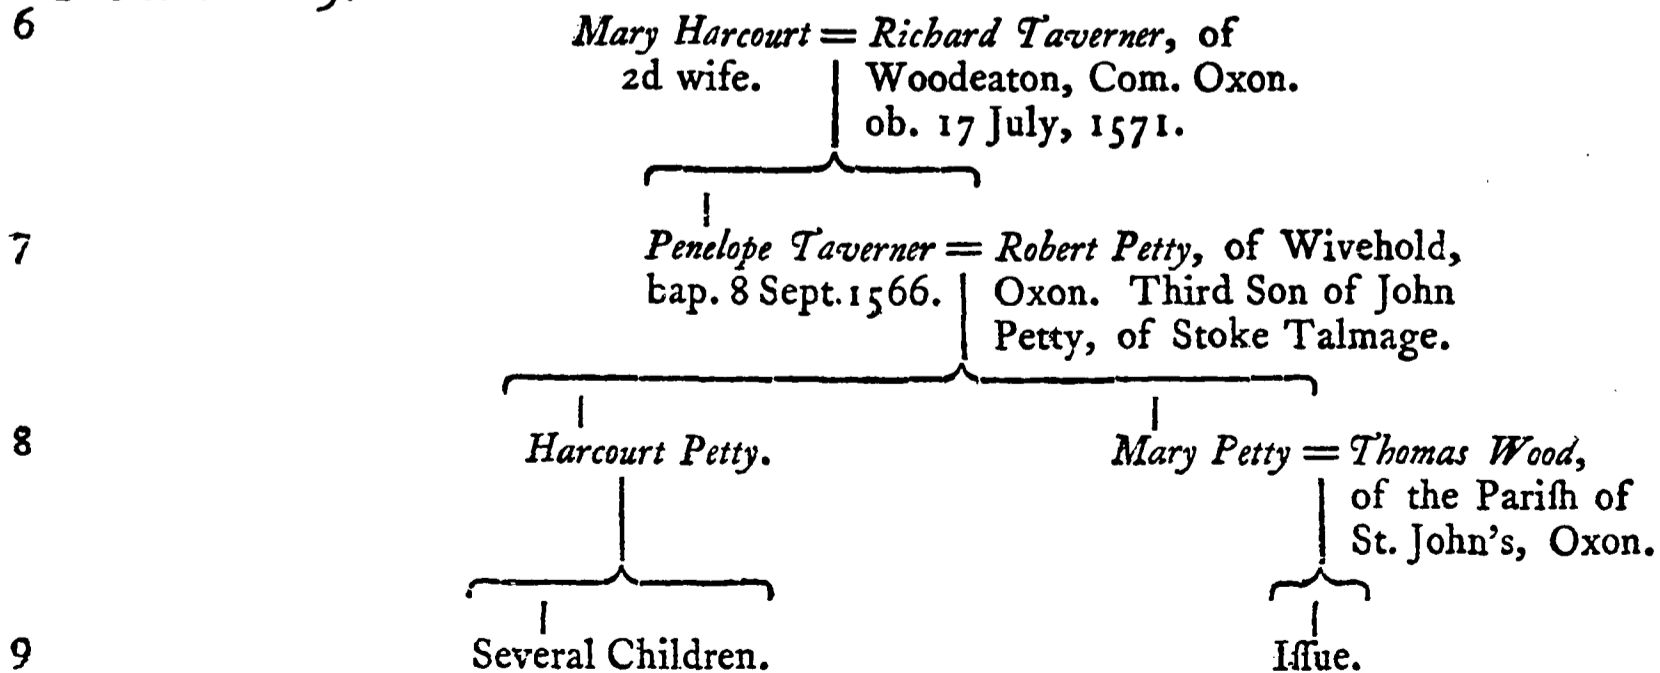 6
Mary Harcourt = Richard Taverner, of
2d wife. Woodeaton, Com. Oxon.
ob. 17 July, 1571.
7
Penelope Taverner = Robert Petty, of Wivehold,
bap. 8 Sept. 1566. Oxon. Third Son of John
Petty, of Stoke Talmage.
8
Harcourt Petty. Mary Petty = Thomas Wood,
of the Pariſh of
St. John's, Oxon.
9
Several Children. Iſſue.